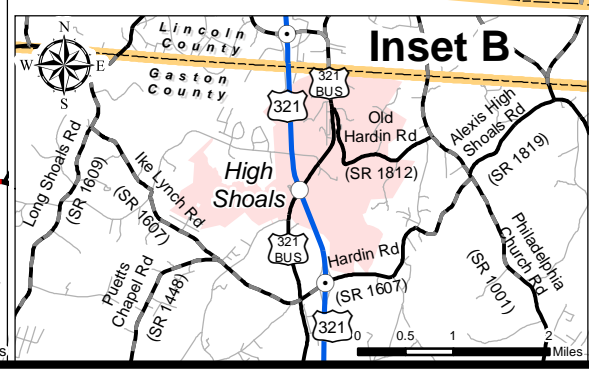 Inset B
Lincoln
County
Gaston
County
N
W E
S
321
BUS
321
Old
Hardin Rd
(SR 1812)
Alexis High
Shoals Rd
(SR 1819)
Long Shoals Rd
(SR 1609)
Ike Lynch Rd
(SR 1607)
High
Shoals
321
BUS
Hardin Rd
(SR 1607)
Philadelphia
Church Rd
(SR 1001)
Puetts
Chapel Rd
(SR 1448)
321
0 0.5 1 2
Miles